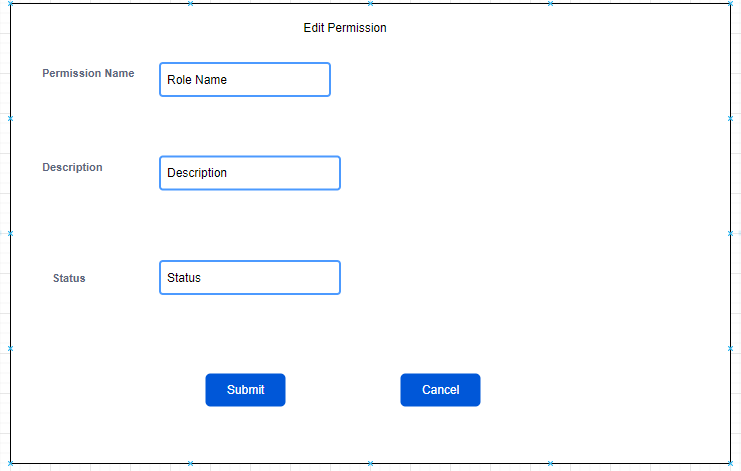 Edit Permission
Permission Name
Role Name
Description
Description
Status
Status
Submit
Cancel